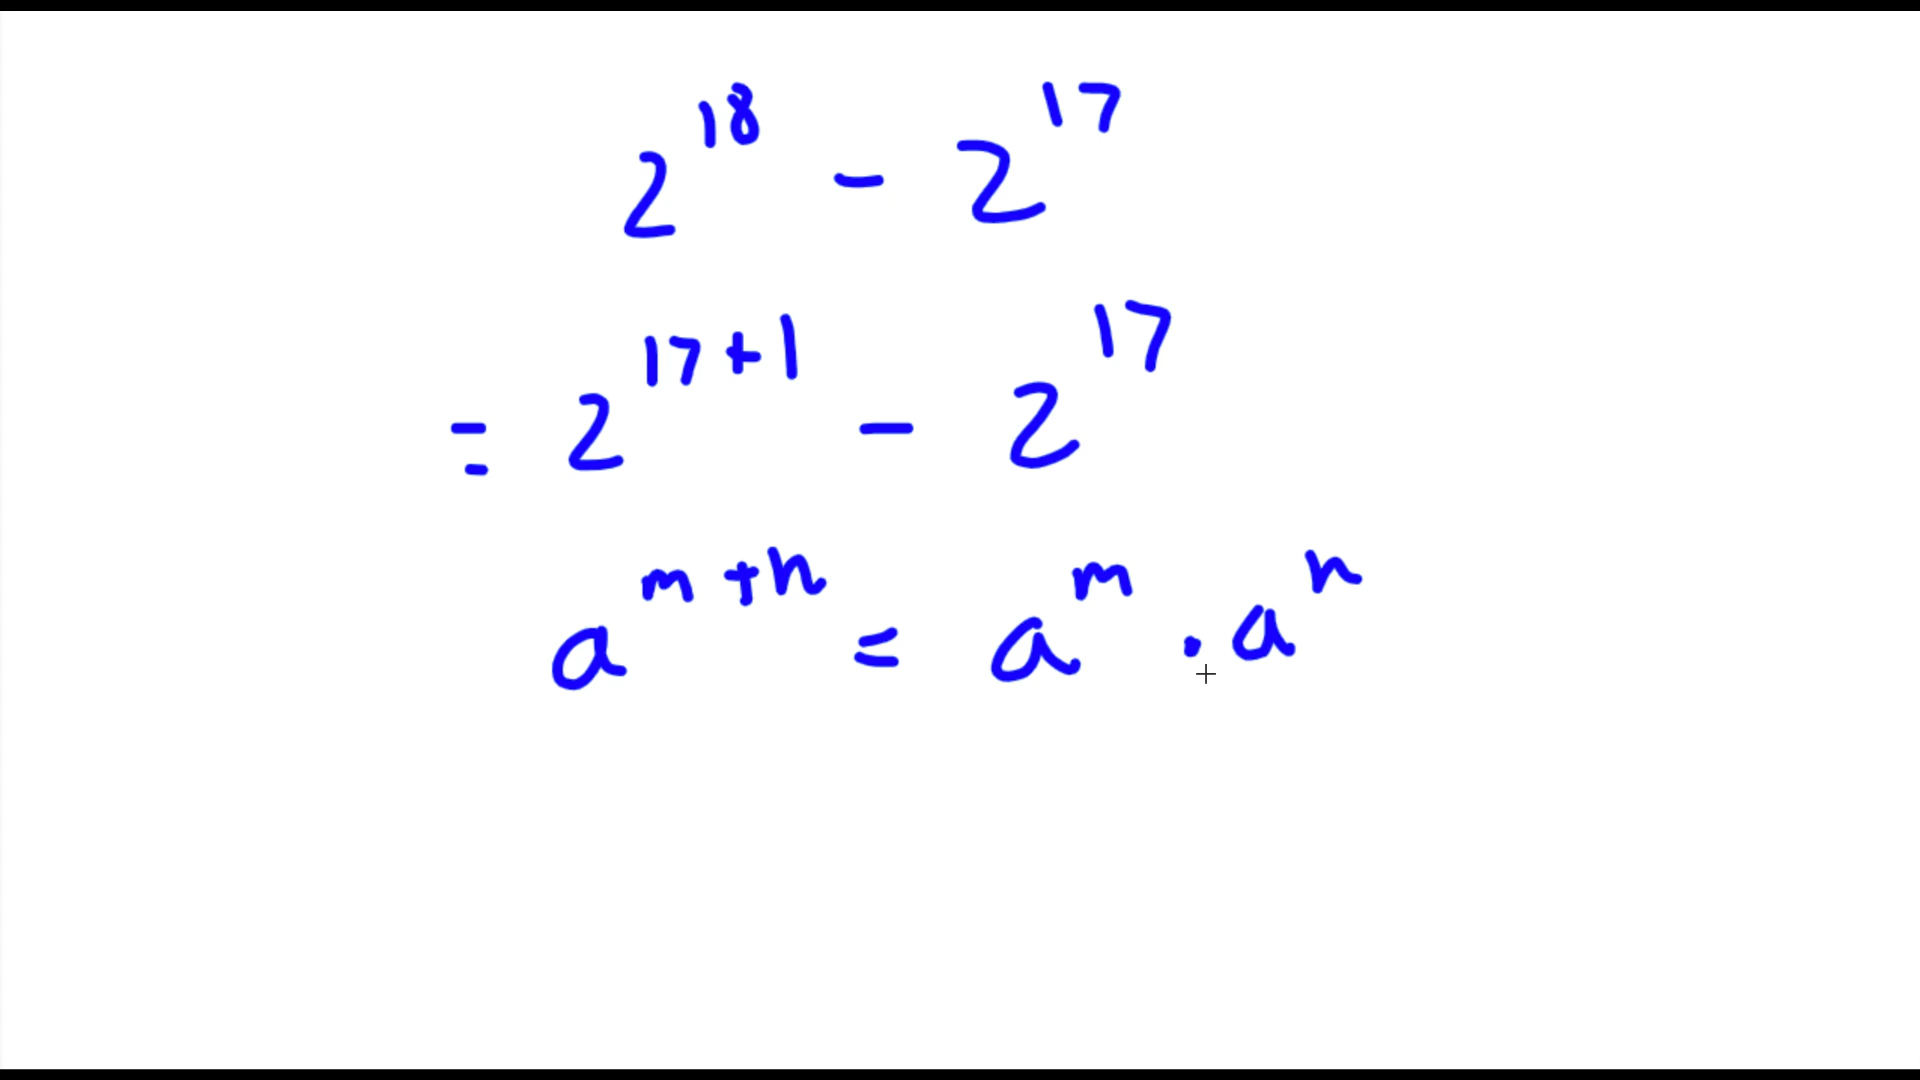 2^18 - 2^17
= 2^17+1 - 2^17
a^m+n = a^m . a^n